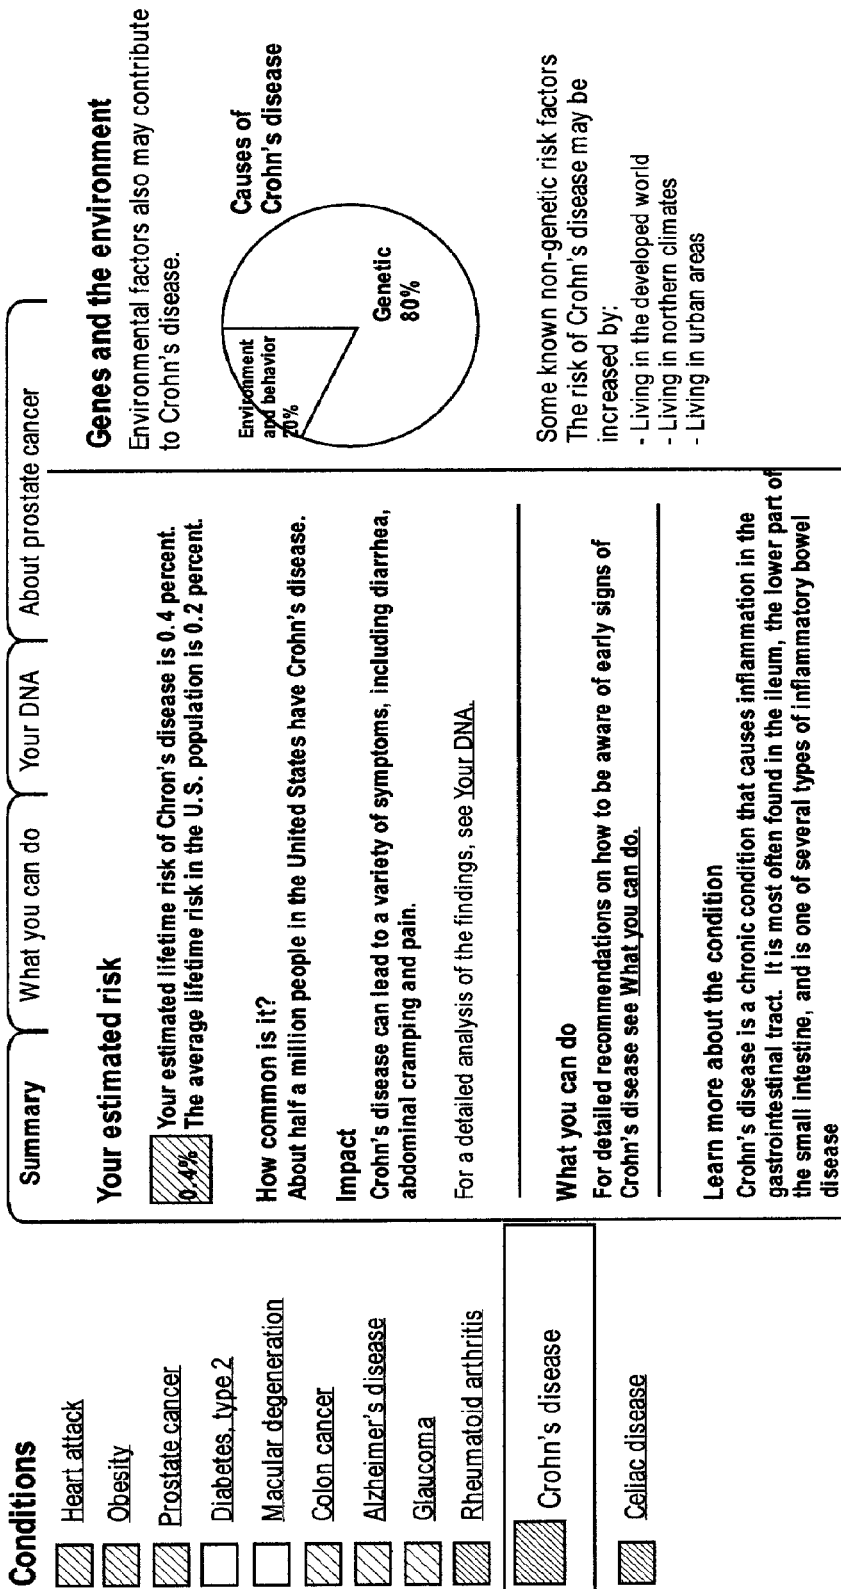 Conditions
Heart attack
Obesity
Prostate cancer
Diabetes, type 2
Macular degeneration
Colon cancer
Alzheimer's disease
Glaucoma
Rheumatoid arthritis
Crohn's disease
Celiac disease
Summary
What you can do
Your DNA
About prostate cancer
Your estimated risk
0.4%
Your estimated lifetime risk of Chron's disease is 0.4 percent.
The average lifetime risk in the U.S. population is 0.2 percent.
How common is it?
About half a million people in the United States have Crohn's disease.
Impact
Crohn's disease can lead to a variety of symptoms, including diarrhea,
abdominal cramping and pain.
For a detailed analysis of the findings, see Your DNA.
What you can do
For detailed recommendations on how to be aware of early signs of
Crohn's disease see What you can do.
Learn more about the condition
Crohn's disease is a chronic condition that causes inflammation in the
gastrointestinal tract. It is most often found in the ileum, the lower part of
the small intestine, and is one of several types of inflammatory bowel
disease
Genes and the environment
Environmental factors also may contribute
to Crohn's disease.
Causes of
Crohn's disease
Environment
and behavior
20%
Genetic
80%
Some known non-genetic risk factors
The risk of Crohn's disease may be
increased by:
- Living in the developed world
- Living in northern climates
- Living in urban areas